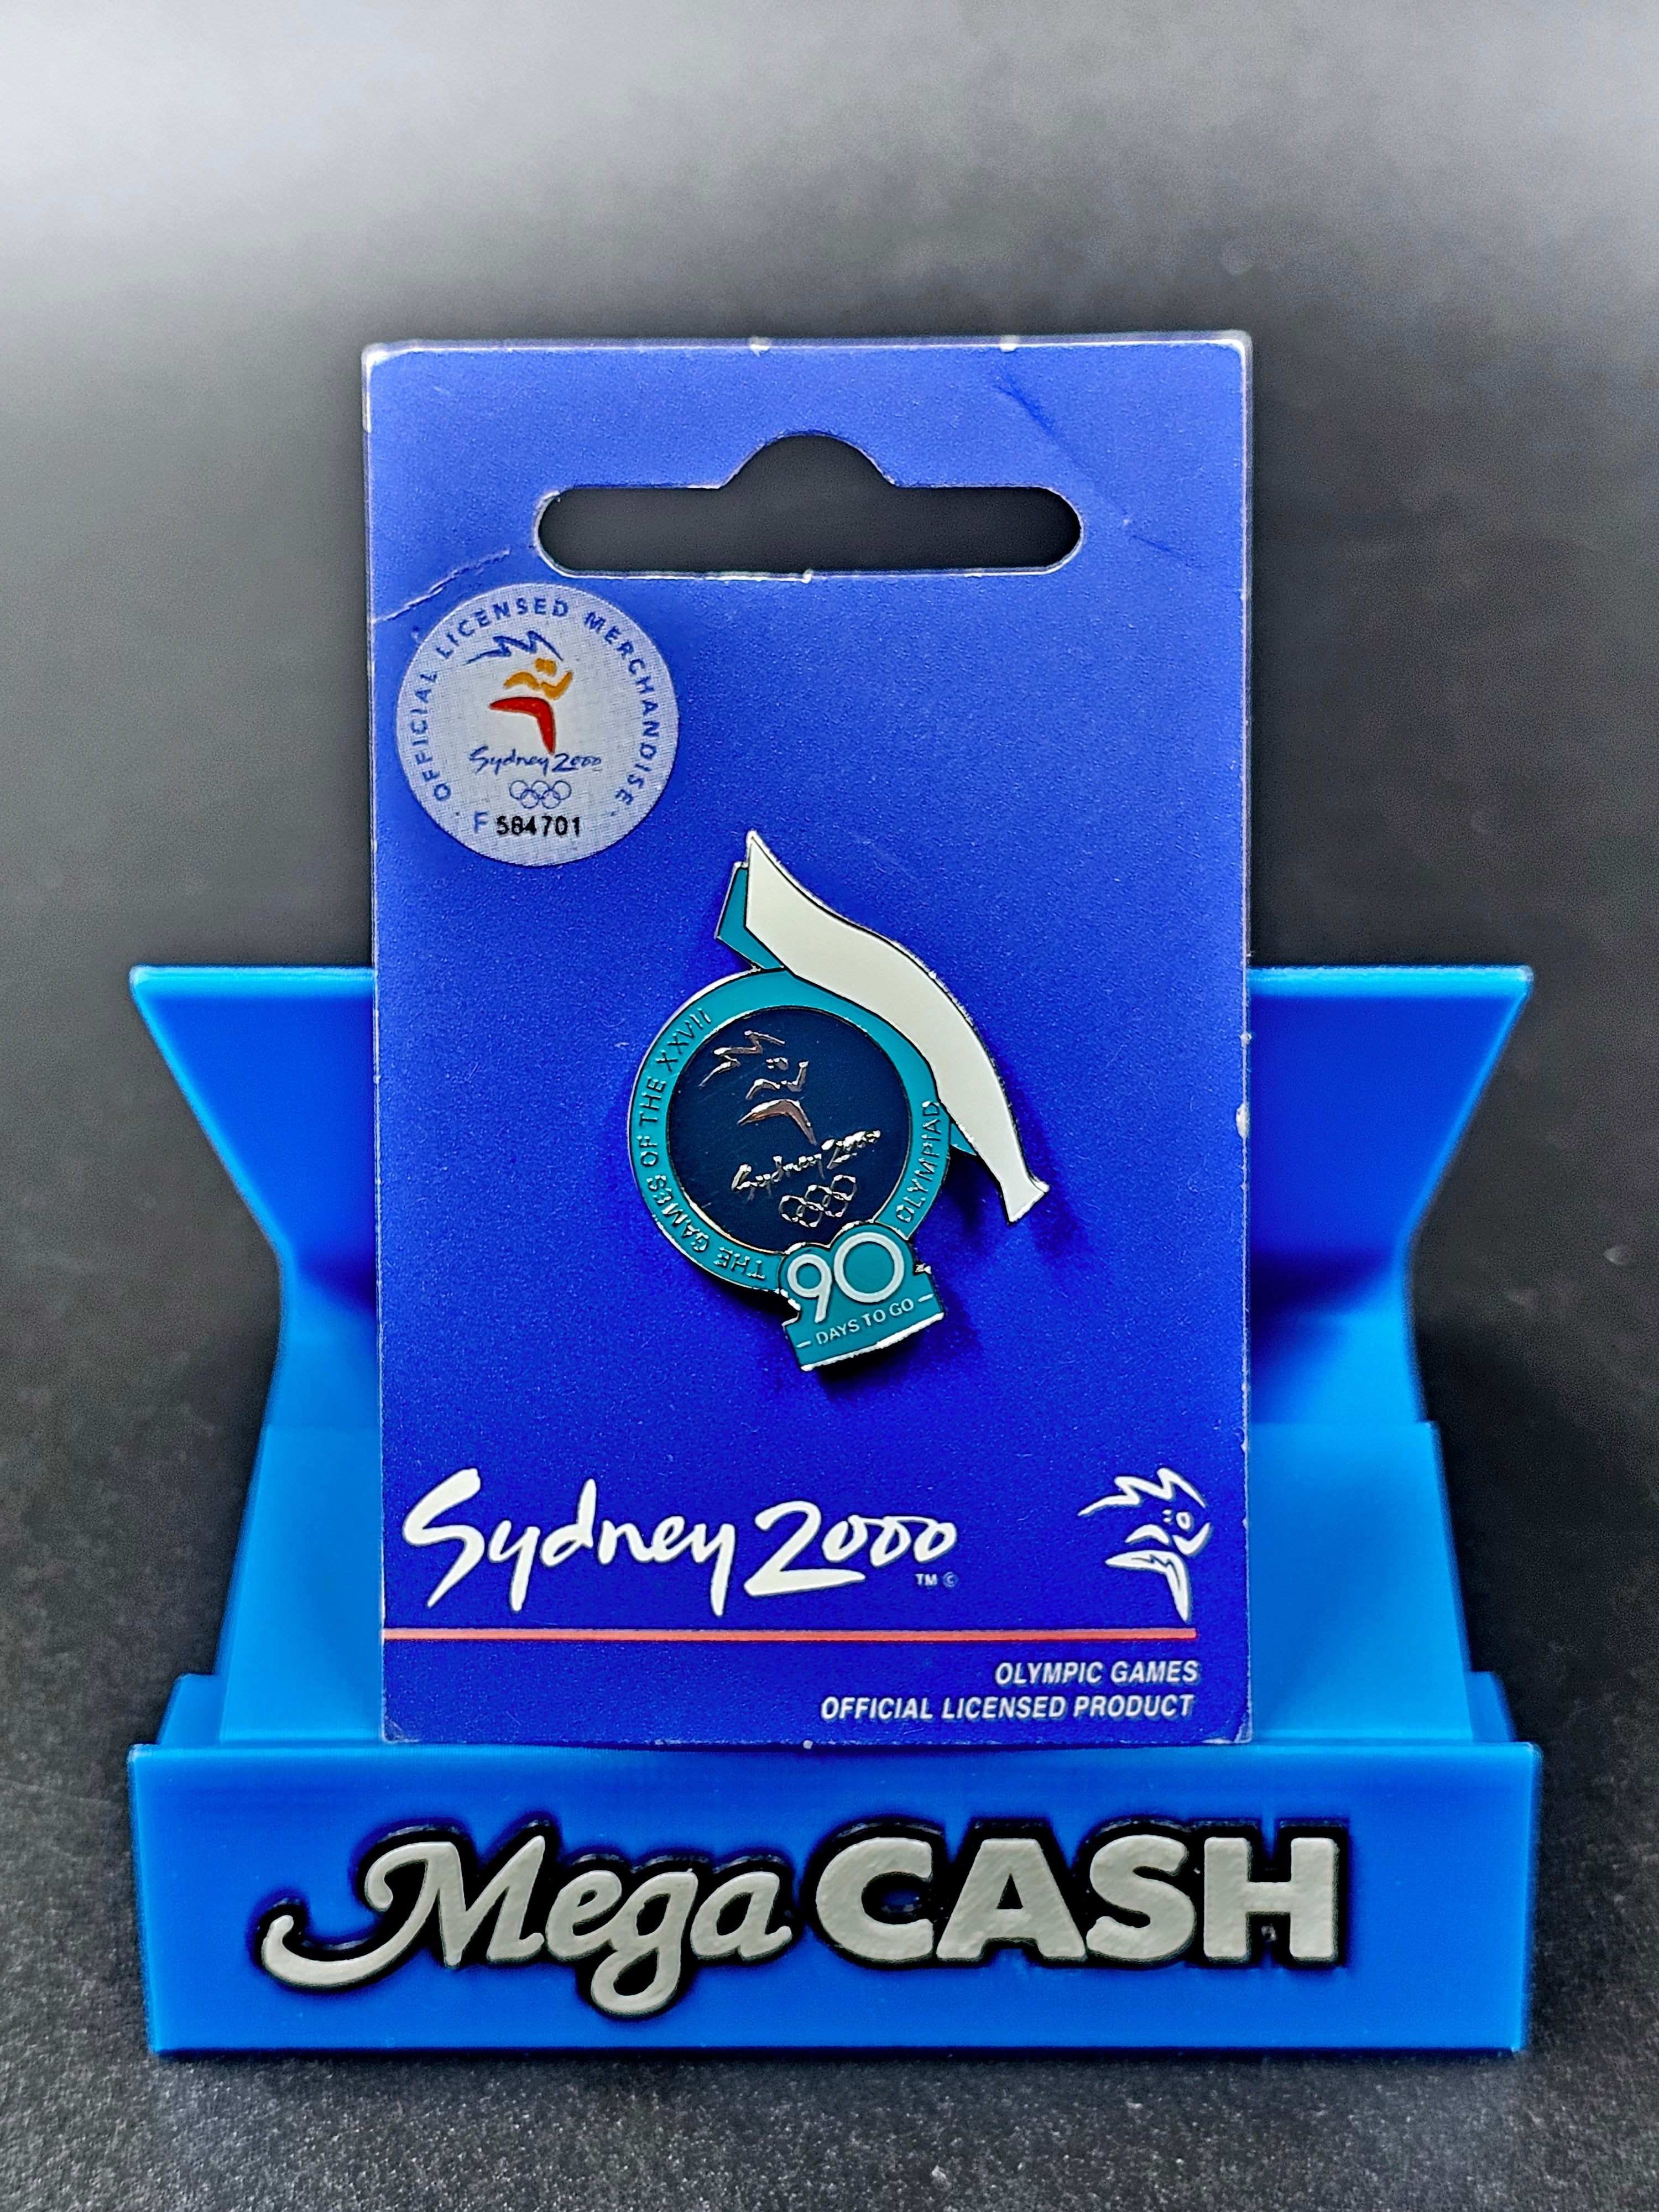 OFFICIAL LICENSED MERCHANDISE
Sydney 2000
F 584701
THE GAMES OF THE XXVII OLYMPIAD
Sydney 2000
90
DAYS TO GO
Sydney 2000
TM ©
OLYMPIC GAMES
OFFICIAL LICENSED PRODUCT
Mega CASH